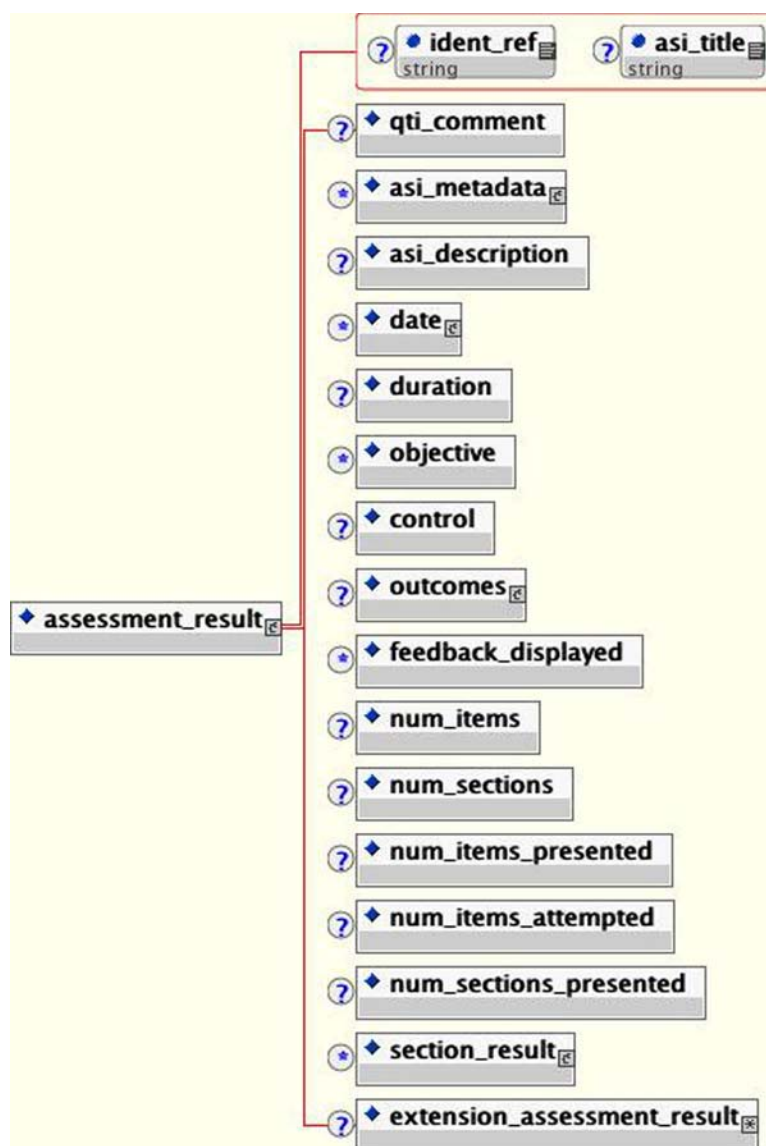 ? ident_ref ? asi_title
string string
? qti_comment
* asi_metadata
? asi_description
* date
? duration
* objective
? control
? outcomes
assessment_result
* feedback_displayed
? num_items
? num_sections
? num_items_presented
? num_items_attempted
? num_sections_presented
* section_result
? extension_assessment_result